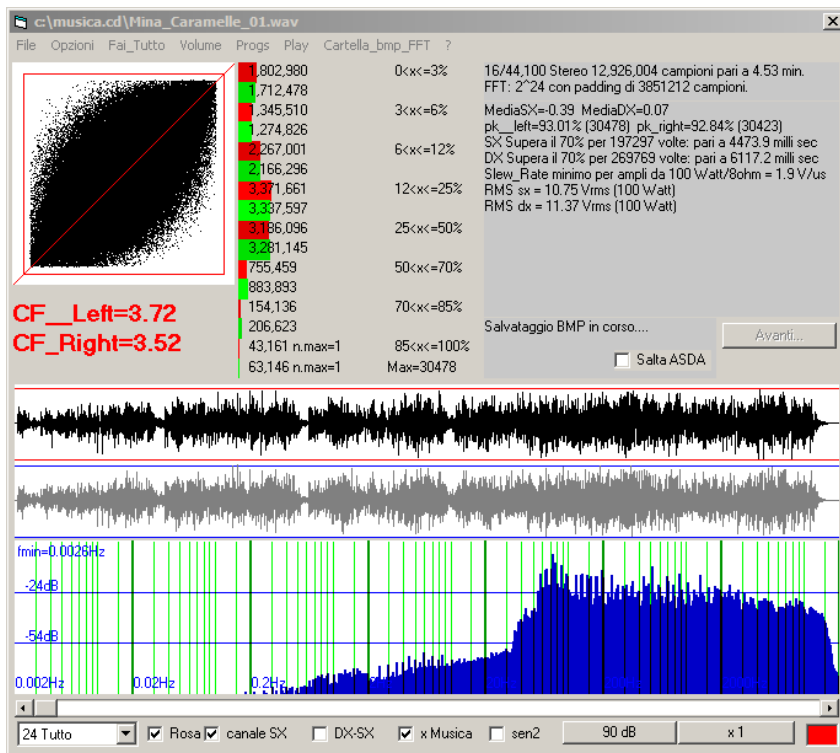 c:\musica.cd\Mina_Caramelle_01.wav
File Opzioni Fai_Tutto Volume Progs Play Cartella_bmp_FFT ?
1,802,980 0<x<=3%
1,712,478
1,345,510 3<x<=6%
1,274,826
2,267,001 6<x<=12%
2,166,296
3,371,661 12<x<=25%
3,337,597
3,186,096 25<x<=50%
3,281,145
755,459 50<x<=70%
883,893
154,136 70<x<=85%
206,623
43,161 n.max=1 85<x<=100%
63,146 n.max=1 Max=30478
CF__Left=3.72
CF_Right=3.52
16/44,100 Stereo 12,926,004 campioni pari a 4.53 min.
FFT: 2^24 con padding di 3851212 campioni.
MediaSX=-0.39 MediaDX=0.07
pk__left=93.01% (30478) pk_right=92.84% (30423)
SX Supera il 70% per 197297 volte: pari a 4473.9 milli sec
DX Supera il 70% per 269769 volte: pari a 6117.2 milli sec
Slew_Rate minimo per ampli da 100 Watt/8ohm = 1.9 V/us
RMS sx = 10.75 Vrms (100 Watt)
RMS dx = 11.37 Vrms (100 Watt)
Salvataggio BMP in corso....
Avanti...
Salta ASDA
fmin=0.0026Hz
-24dB
-54dB
0.002Hz 0.02Hz 0.2Hz
24 Tutto Rosa canale SX DX-SX x Musica sen2 90 dB x 1